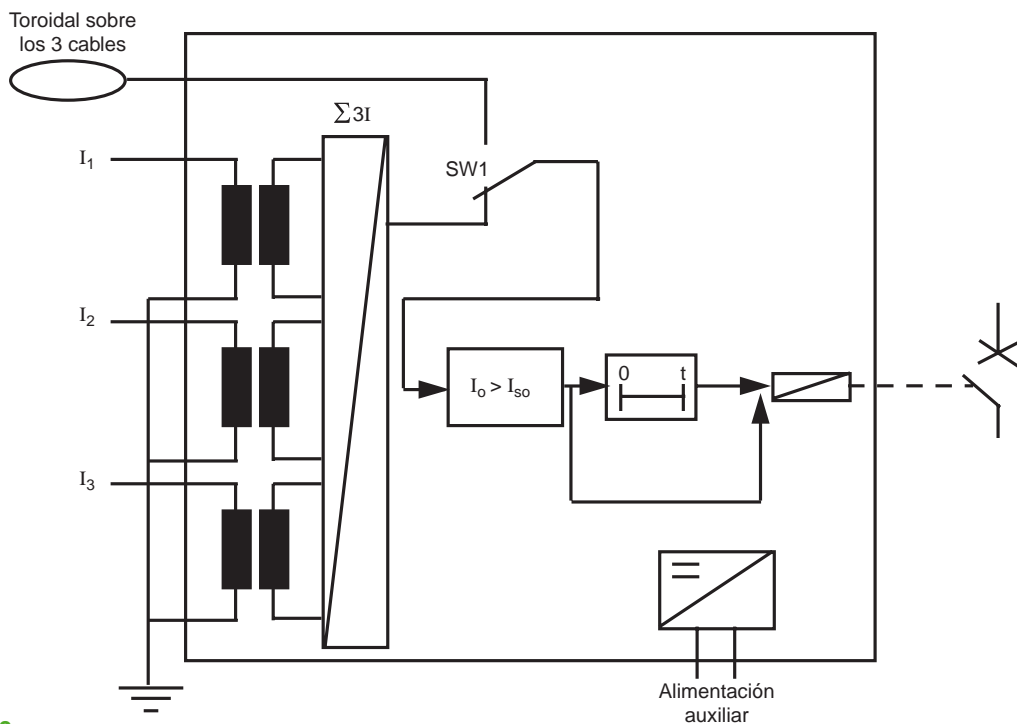 Toroidal sobre
los 3 cables
∑3I
I₁
SW1
I₂
I₃
Iₒ > Iₛₒ
0 t
Alimentación
auxiliar